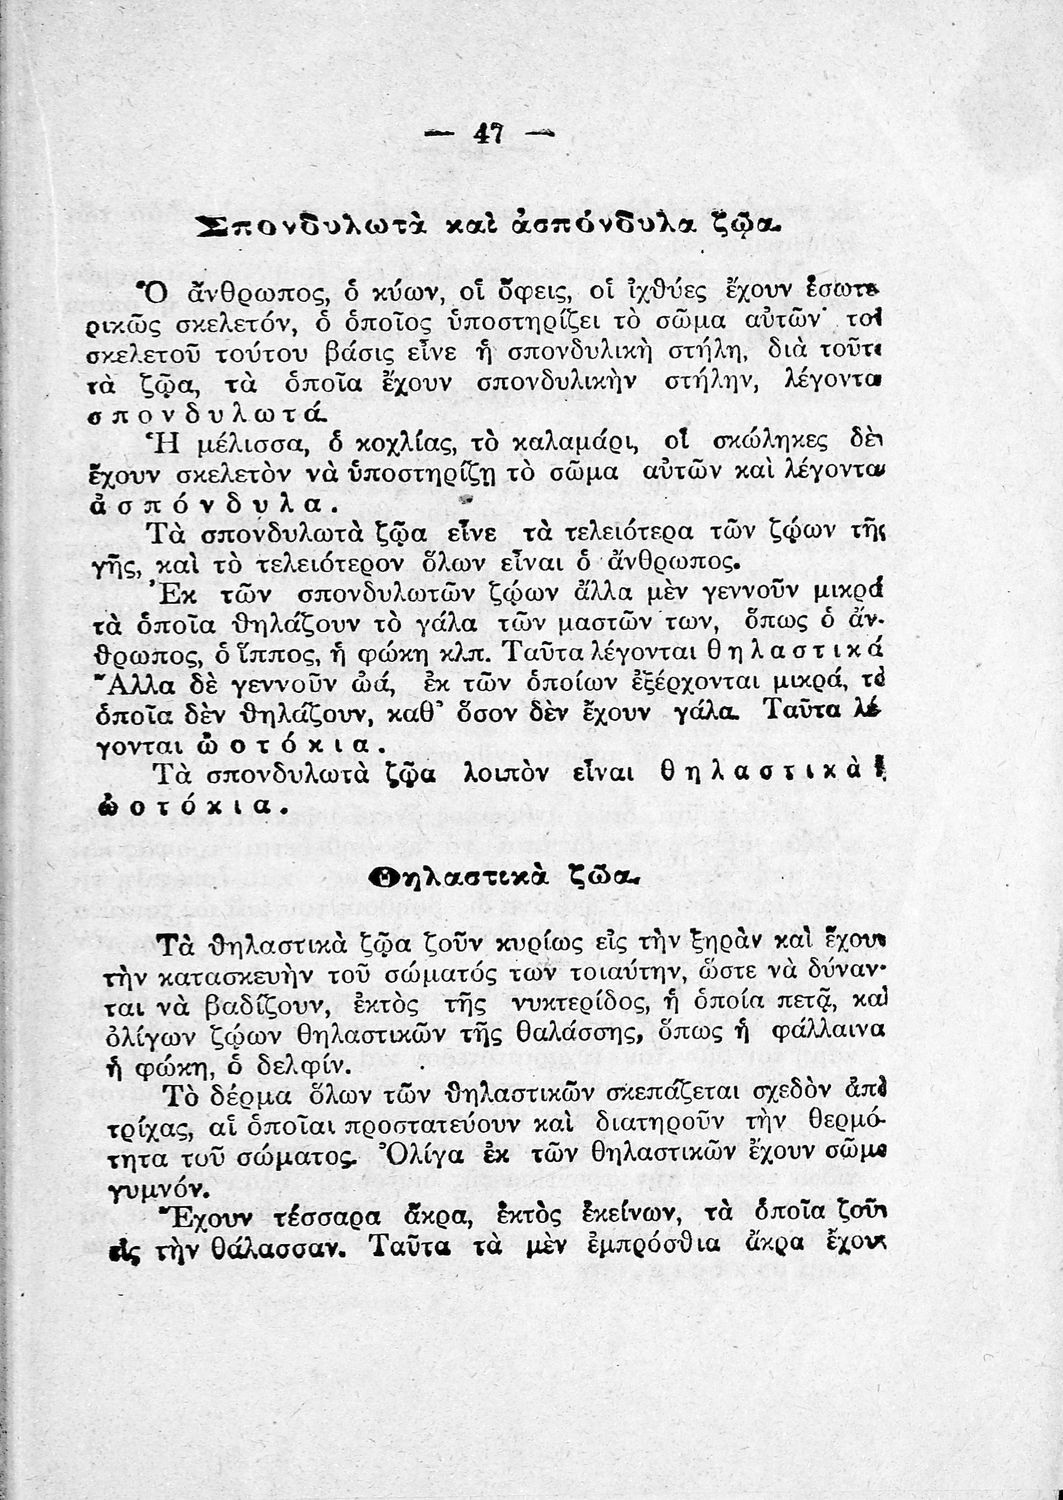 — 47 —
Σπονδυλωτὰ καὶ ἀσπόνδυλα ζῷα.
Ὁ ἄνθρωπος, ὁ κύων, οἱ ὄφεις, οἱ ἰχθύες ἔχουν ἐσωτε
ρικῶς σκελετόν, ὁ ὁποῖος ὑποστηρίζει τὸ σῶμα αὐτῶν· τοῦ
σκελετοῦ τούτου βάσις εἶνε ἡ σπονδυλικὴ στήλη, διὰ τοῦτο
τὰ ζῷα, τὰ ὁποῖα ἔχουν σπονδυλικὴν στήλην, λέγονται
σπονδυλωτά.
Ἡ μέλισσα, ὁ κοχλίας, τὸ καλαμάρι, οἱ σκώληκες δὲν
ἔχουν σκελετὸν νὰ ὑποστηρίζῃ τὸ σῶμα αὐτῶν καὶ λέγονται
ἀσπόνδυλα.
Τὰ σπονδυλωτὰ ζῷα εἶνε τὰ τελειότερα τῶν ζῴων τῆς
γῆς, καὶ τὸ τελειότερον ὅλων εἶναι ὁ ἄνθρωπος.
Ἐκ τῶν σπονδυλωτῶν ζῴων ἄλλα μὲν γεννοῦν μικρά
τὰ ὁποῖα θηλάζουν τὸ γάλα τῶν μαστῶν των, ὅπως ὁ ἄν-
θρωπος, ὁ ἵππος, ἡ φώκη κλπ. Ταῦτα λέγονται θηλαστικά
Ἄλλα δὲ γεννοῦν ὠά, ἐκ τῶν ὁποίων ἐξέρχονται μικρά, τὰ
ὁποῖα δὲν θηλάζουν, καθ' ὅσον δὲν ἔχουν γάλα. Ταῦτα λέ
γονται ὠοτόκια.
Τὰ σπονδυλωτὰ ζῷα λοιπὸν εἶναι θηλαστικὰ ἢ
ὠοτόκια.
Θηλαστικὰ ζῶα.
Τὰ θηλαστικὰ ζῷα ζοῦν κυρίως εἰς τὴν ξηρὰν καὶ ἔχουν
τὴν κατασκευὴν τοῦ σώματός των τοιαύτην, ὥστε νὰ δύναν-
ται νὰ βαδίζουν, ἐκτὸς τῆς νυκτερίδος, ἡ ὁποία πετᾷ, καὶ
ὀλίγων ζῴων θηλαστικῶν τῆς θαλάσσης, ὅπως ἡ φάλλαινα
ἡ φώκη, ὁ δελφίν.
Τὸ δέρμα ὅλων τῶν θηλαστικῶν σκεπάζεται σχεδὸν ἀπὸ
τρίχας, αἱ ὁποῖαι προστατεύουν καὶ διατηροῦν τὴν θερμό-
τητα τοῦ σώματος. Ὀλίγα ἐκ τῶν θηλαστικῶν ἔχουν σῶμα
γυμνόν.
Ἔχουν τέσσαρα ἄκρα, ἐκτὸς ἐκείνων, τὰ ὁποῖα ζοῦν
εἰς τὴν θάλασσαν. Ταῦτα τὰ μὲν ἐμπρόσθια ἄκρα ἔχουν